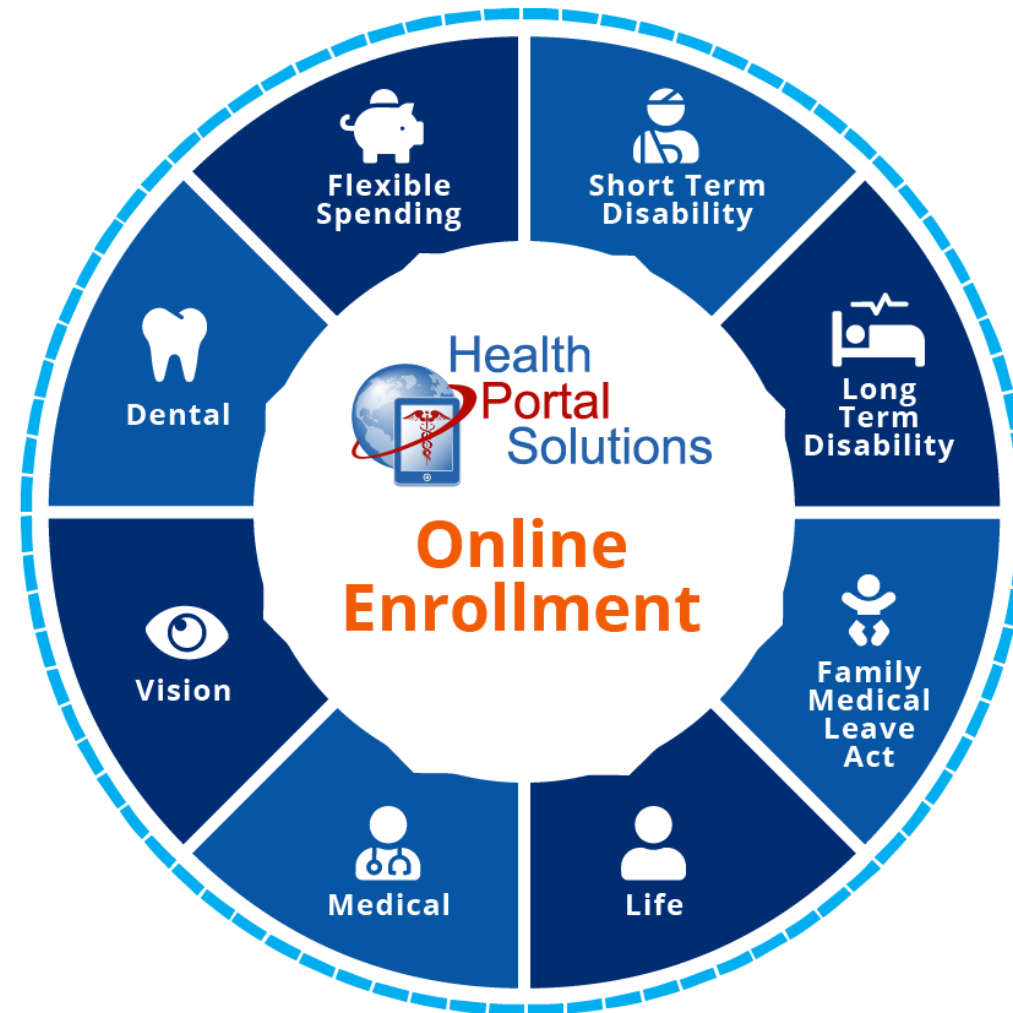 Flexible
Spending
Short Term
Disability
Dental
Long
Term
Disability
Health
Portal
Solutions
Online
Enrollment
Vision
Family
Medical
Leave
Act
Medical
Life